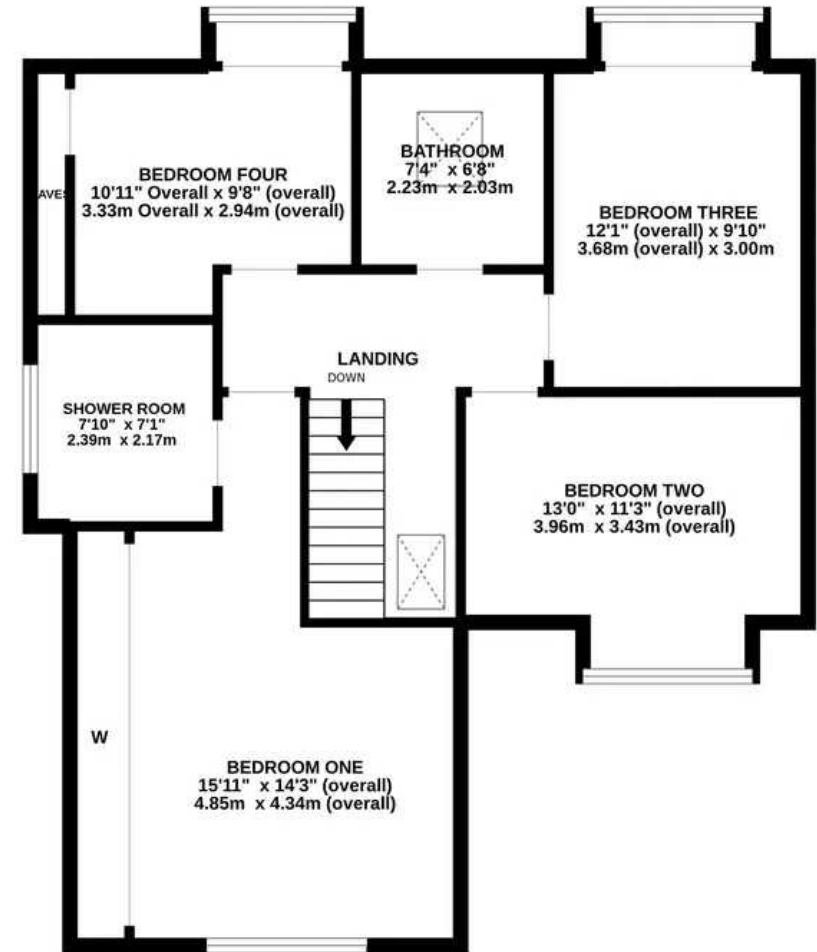 BEDROOM FOUR
10'11" Overall x 9'8" (overall)
3.33m Overall x 2.94m (overall)
AVES
BATHROOM
7'4" x 6'8"
2.23m x 2.03m
BEDROOM THREE
12'1" (overall) x 9'10"
3.68m (overall) x 3.00m
LANDING
DOWN
SHOWER ROOM
7'10" x 7'1"
2.39m x 2.17m
BEDROOM TWO
13'0" x 11'3" (overall)
3.96m x 3.43m (overall)
W
BEDROOM ONE
15'11" x 14'3" (overall)
4.85m x 4.34m (overall)